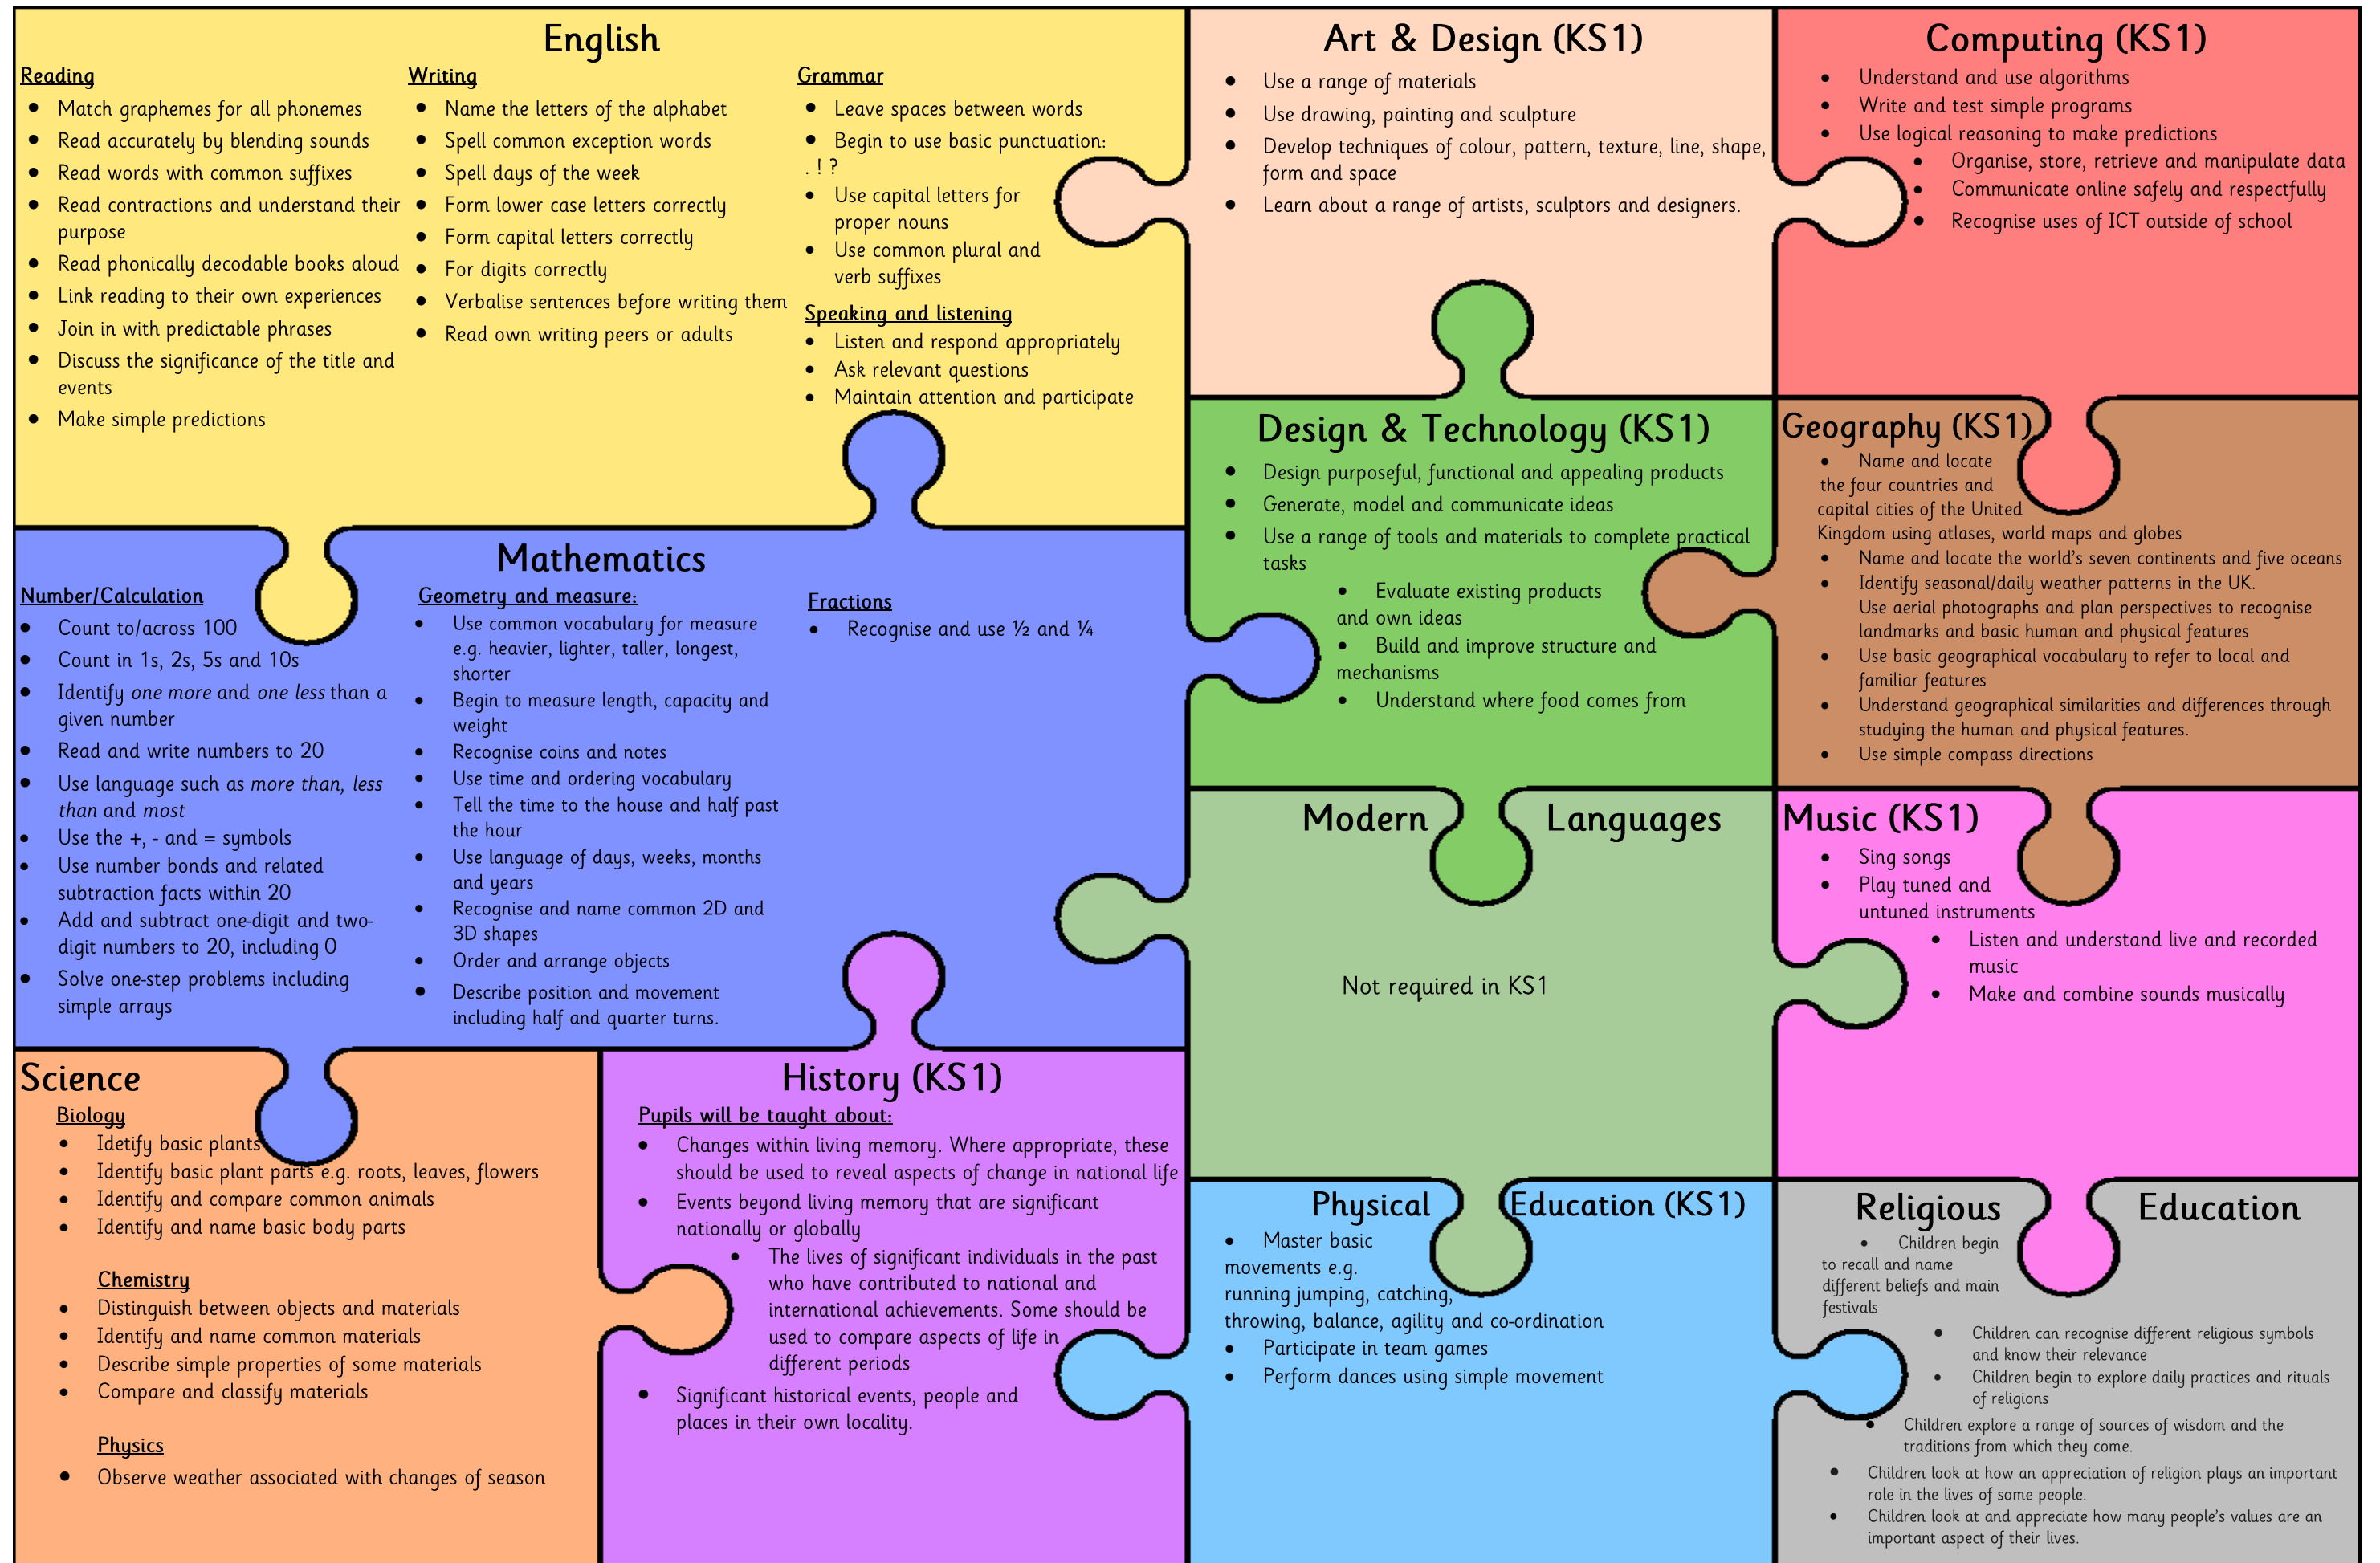 English
Reading
• Match graphemes for all phonemes
• Read accurately by blending sounds
• Read words with common suffixes
• Read contractions and understand their
purpose
• Read phonically decodable books aloud
• Link reading to their own experiences
• Join in with predictable phrases
• Discuss the significance of the title and
events
• Make simple predictions
Writing
• Name the letters of the alphabet
• Spell common exception words
• Spell days of the week
• Form lower case letters correctly
• Form capital letters correctly
• For digits correctly
• Verbalise sentences before writing them
• Read own writing peers or adults
Grammar
• Leave spaces between words
• Begin to use basic punctuation:
. ! ?
• Use capital letters for
proper nouns
• Use common plural and
verb suffixes
Speaking and listening
• Listen and respond appropriately
• Ask relevant questions
• Maintain attention and participate
Art & Design (KS1)
• Use a range of materials
• Use drawing, painting and sculpture
• Develop techniques of colour, pattern, texture, line, shape,
form and space
• Learn about a range of artists, sculptors and designers.
Computing (KS1)
• Understand and use algorithms
• Write and test simple programs
• Use logical reasoning to make predictions
• Organise, store, retrieve and manipulate data
• Communicate online safely and respectfully
• Recognise uses of ICT outside of school
Mathematics
Number/Calculation
• Count to/across 100
• Count in 1s, 2s, 5s and 10s
• Identify one more and one less than a
given number
• Read and write numbers to 20
• Use language such as more than, less
than and most
• Use the +, - and = symbols
• Use number bonds and related
subtraction facts within 20
• Add and subtract one-digit and two-
digit numbers to 20, including 0
• Solve one-step problems including
simple arrays
Geometry and measure:
• Use common vocabulary for measure
e.g. heavier, lighter, taller, longest,
shorter
• Begin to measure length, capacity and
weight
• Recognise coins and notes
• Use time and ordering vocabulary
• Tell the time to the house and half past
the hour
• Use language of days, weeks, months
and years
• Recognise and name common 2D and
3D shapes
• Order and arrange objects
• Describe position and movement
including half and quarter turns.
Fractions
• Recognise and use ½ and ¼
Design & Technology (KS1)
• Design purposeful, functional and appealing products
• Generate, model and communicate ideas
• Use a range of tools and materials to complete practical
tasks
• Evaluate existing products
and own ideas
• Build and improve structure and
mechanisms
• Understand where food comes from
Geography (KS1)
• Name and locate
the four countries and
capital cities of the United
Kingdom using atlases, world maps and globes
• Name and locate the world's seven continents and five oceans
• Identify seasonal/daily weather patterns in the UK.
Use aerial photographs and plan perspectives to recognise
landmarks and basic human and physical features
• Use basic geographical vocabulary to refer to local and
familiar features
• Understand geographical similarities and differences through
studying the human and physical features.
• Use simple compass directions
Modern Languages
Not required in KS1
Music (KS1)
• Sing songs
• Play tuned and
untuned instruments
• Listen and understand live and recorded
music
• Make and combine sounds musically
Science
Biology
• Idetify basic plants
• Identify basic plant parts e.g. roots, leaves, flowers
• Identify and compare common animals
• Identify and name basic body parts
Chemistry
• Distinguish between objects and materials
• Identify and name common materials
• Describe simple properties of some materials
• Compare and classify materials
Physics
• Observe weather associated with changes of season
History (KS1)
Pupils will be taught about:
• Changes within living memory. Where appropriate, these
should be used to reveal aspects of change in national life
• Events beyond living memory that are significant
nationally or globally
• The lives of significant individuals in the past
who have contributed to national and
international achievements. Some should be
used to compare aspects of life in
different periods
• Significant historical events, people and
places in their own locality.
Physical Education (KS1)
• Master basic
movements e.g.
running jumping, catching,
throwing, balance, agility and co-ordination
• Participate in team games
• Perform dances using simple movement
Religious Education
• Children begin
to recall and name
different beliefs and main
festivals
• Children can recognise different religious symbols
and know their relevance
• Children begin to explore daily practices and rituals
of religions
• Children explore a range of sources of wisdom and the
traditions from which they come.
• Children look at how an appreciation of religion plays an important
role in the lives of some people.
• Children look at and appreciate how many people's values are an
important aspect of their lives.